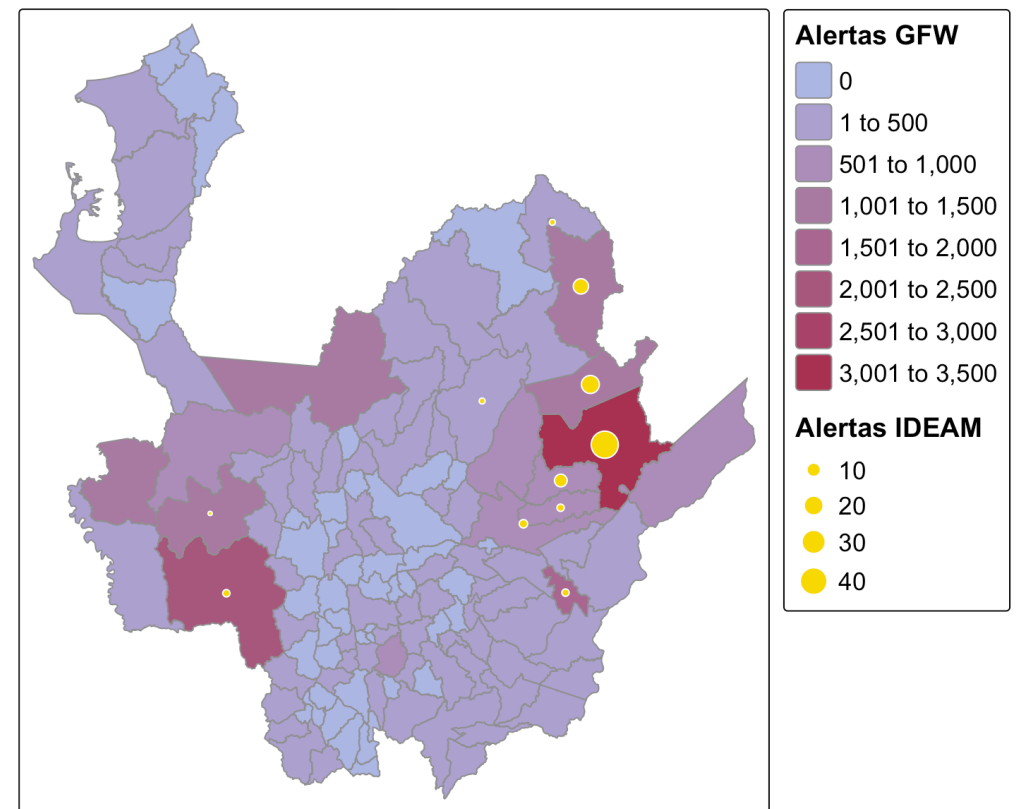 Alertas GFW
0
1 to 500
501 to 1,000
1,001 to 1,500
1,501 to 2,000
2,001 to 2,500
2,501 to 3,000
3,001 to 3,500
Alertas IDEAM
10
20
30
40